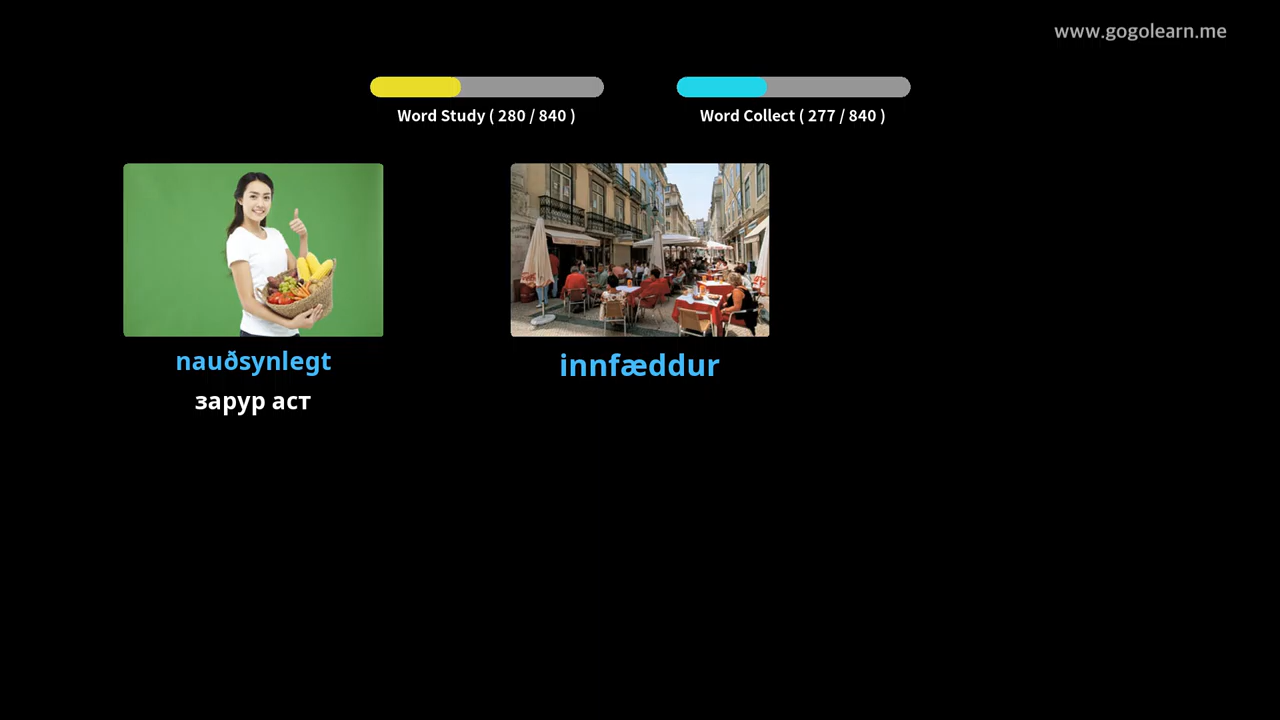 www.gogolearn.me
Word Study ( 280 / 840 )
Word Collect ( 277 / 840 )
nauðsynlegt
зарур аст
innfæddur